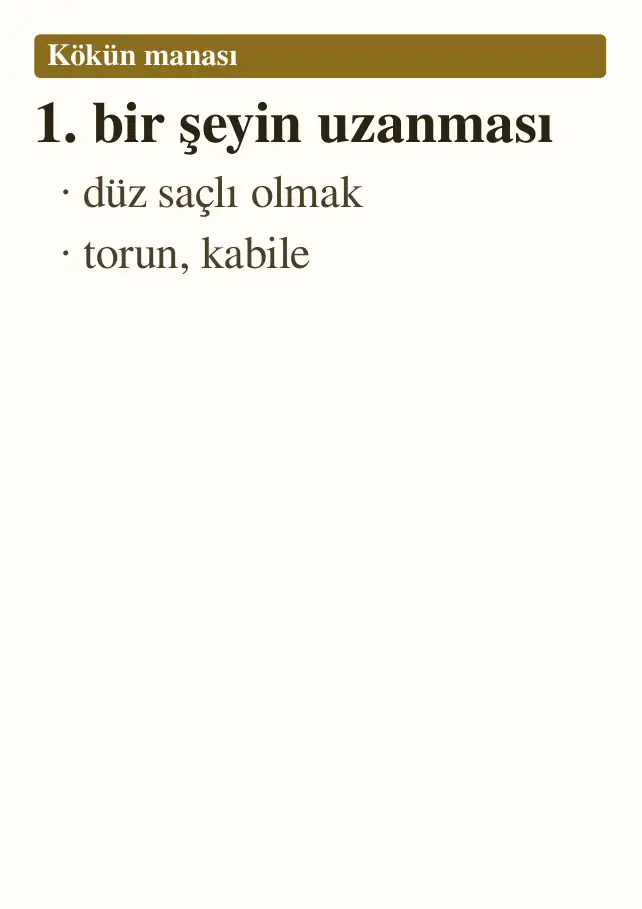 Kökün manası
1. bir şeyin uzanması
· düz saçlı olmak
· torun, kabile